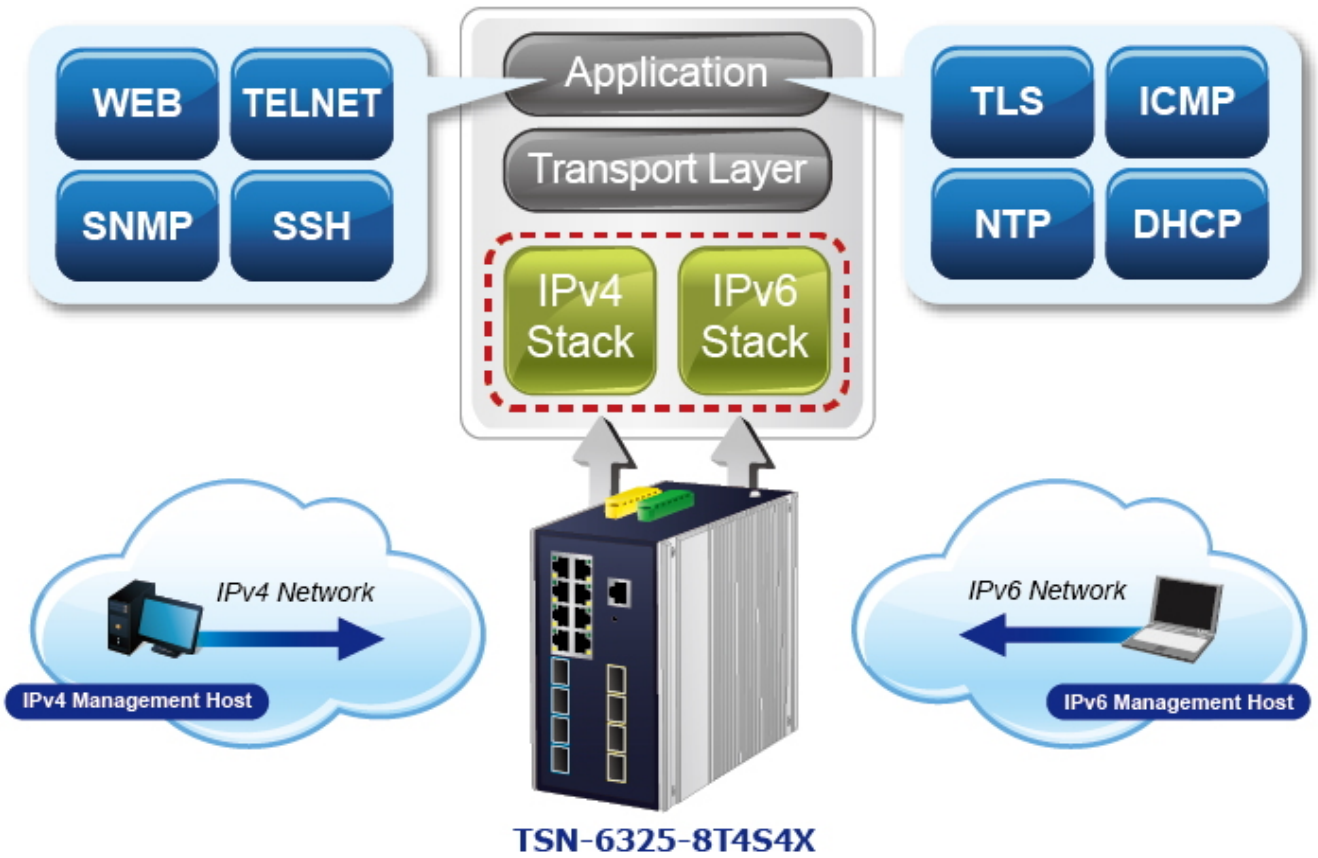 WEB
TELNET
SNMP
SSH
Application
Transport Layer
IPv4
Stack
IPv6
Stack
TLS
ICMP
NTP
DHCP
IPv4 Network
IPv4 Management Host
IPv6 Network
IPv6 Management Host
TSN-6325-8T4S4X